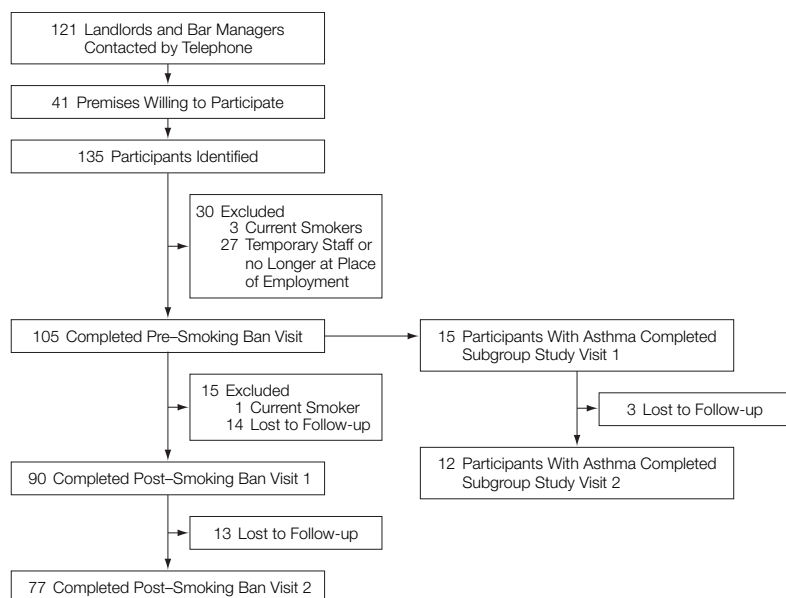 121 Landlords and Bar Managers
Contacted by Telephone
41 Premises Willing to Participate
135 Participants Identified
30 Excluded
3 Current Smokers
27 Temporary Staff or
no Longer at Place
of Employment
105 Completed Pre–Smoking Ban Visit
15 Participants With Asthma Completed
Subgroup Study Visit 1
15 Excluded
1 Current Smoker
14 Lost to Follow-up
3 Lost to Follow-up
90 Completed Post–Smoking Ban Visit 1
12 Participants With Asthma Completed
Subgroup Study Visit 2
13 Lost to Follow-up
77 Completed Post–Smoking Ban Visit 2